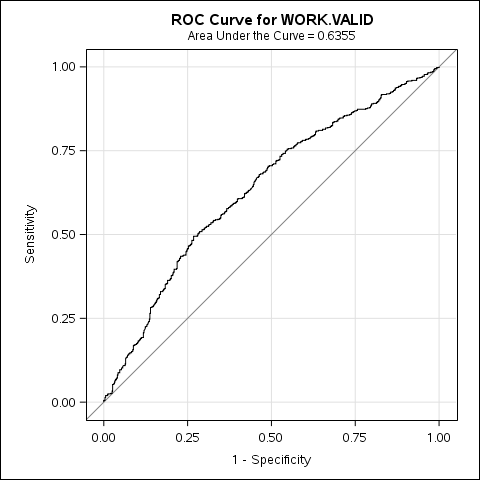 ROC Curve for WORK.VALID
Area Under the Curve = 0.6355
1.00
0.75
Sensitivity
0.50
0.25
0.00
0.00 0.25 0.50 0.75 1.00
1 - Specificity